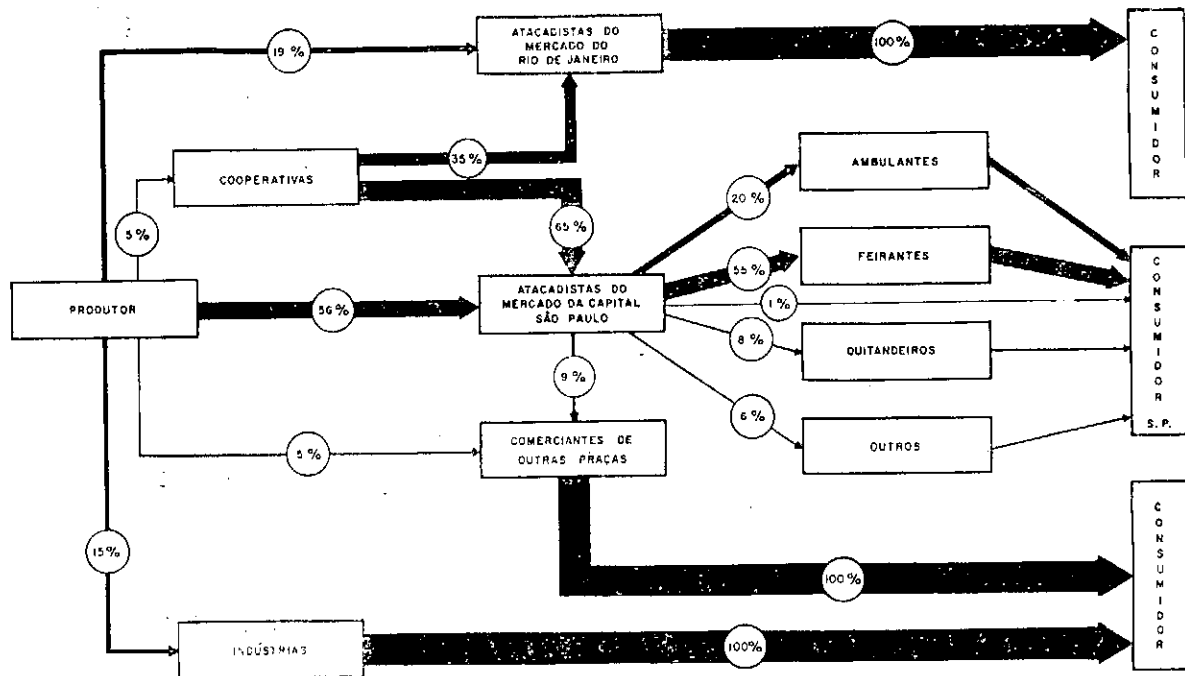 19 %
ATACADISTAS DO
MERCADO DO
RIO DE JANEIRO
100 %
CONSUMIDOR
COOPERATIVAS
35 %
65 %
5 %
AMBULANTES
20 %
FEIRANTES
55 %
CONSUMIDOR
S. P.
PRODUTOR
56 %
ATACADISTAS DO
MERCADO DA CAPITAL
SÃO PAULO
1 %
8 %
QUITANDEIROS
9 %
6 %
OUTROS
5 %
COMERCIANTES DE
OUTRAS PRAÇAS
CONSUMIDOR
15 %
100 %
INDÚSTRIAS
100%